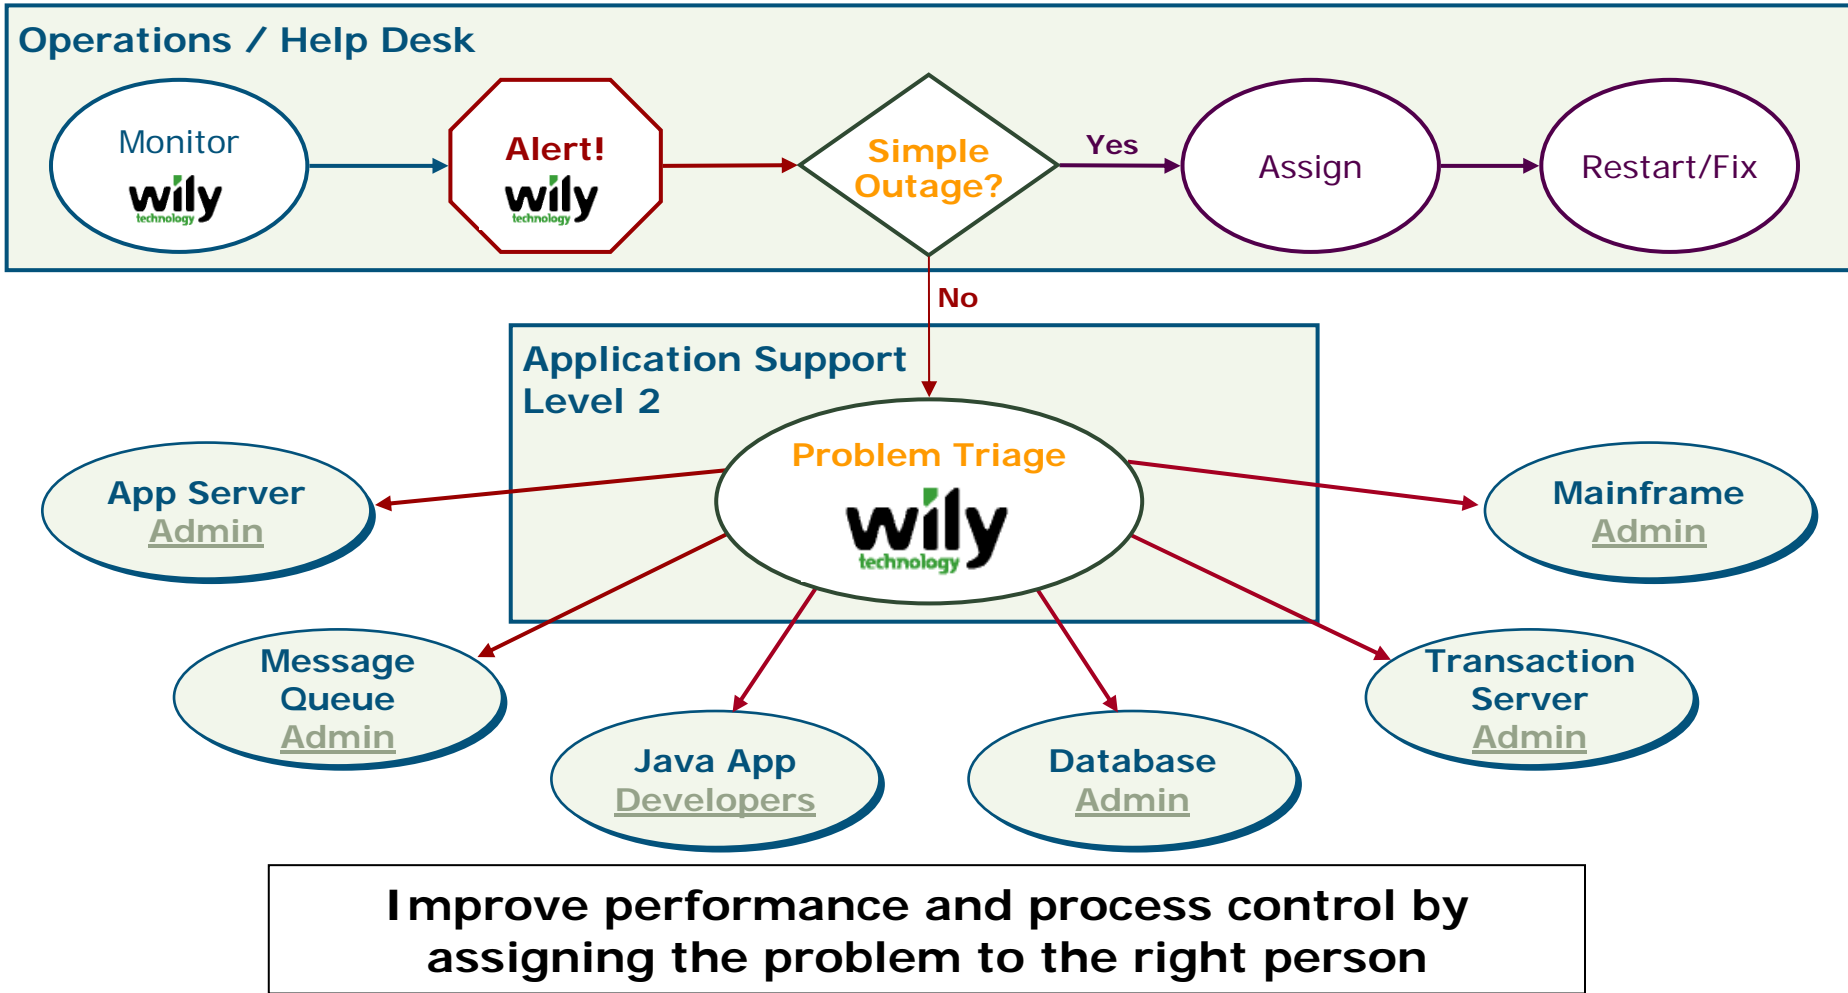 Operations / Help Desk
Monitor
wily
technology
Alert!
wily
technology
Simple
Outage?
Yes
Assign
Restart/Fix
No
Application Support
Level 2
Problem Triage
wily
technology
App Server
Admin
Mainframe
Admin
Message
Queue
Admin
Transaction
Server
Admin
Java App
Developers
Database
Admin
Improve performance and process control by
assigning the problem to the right person